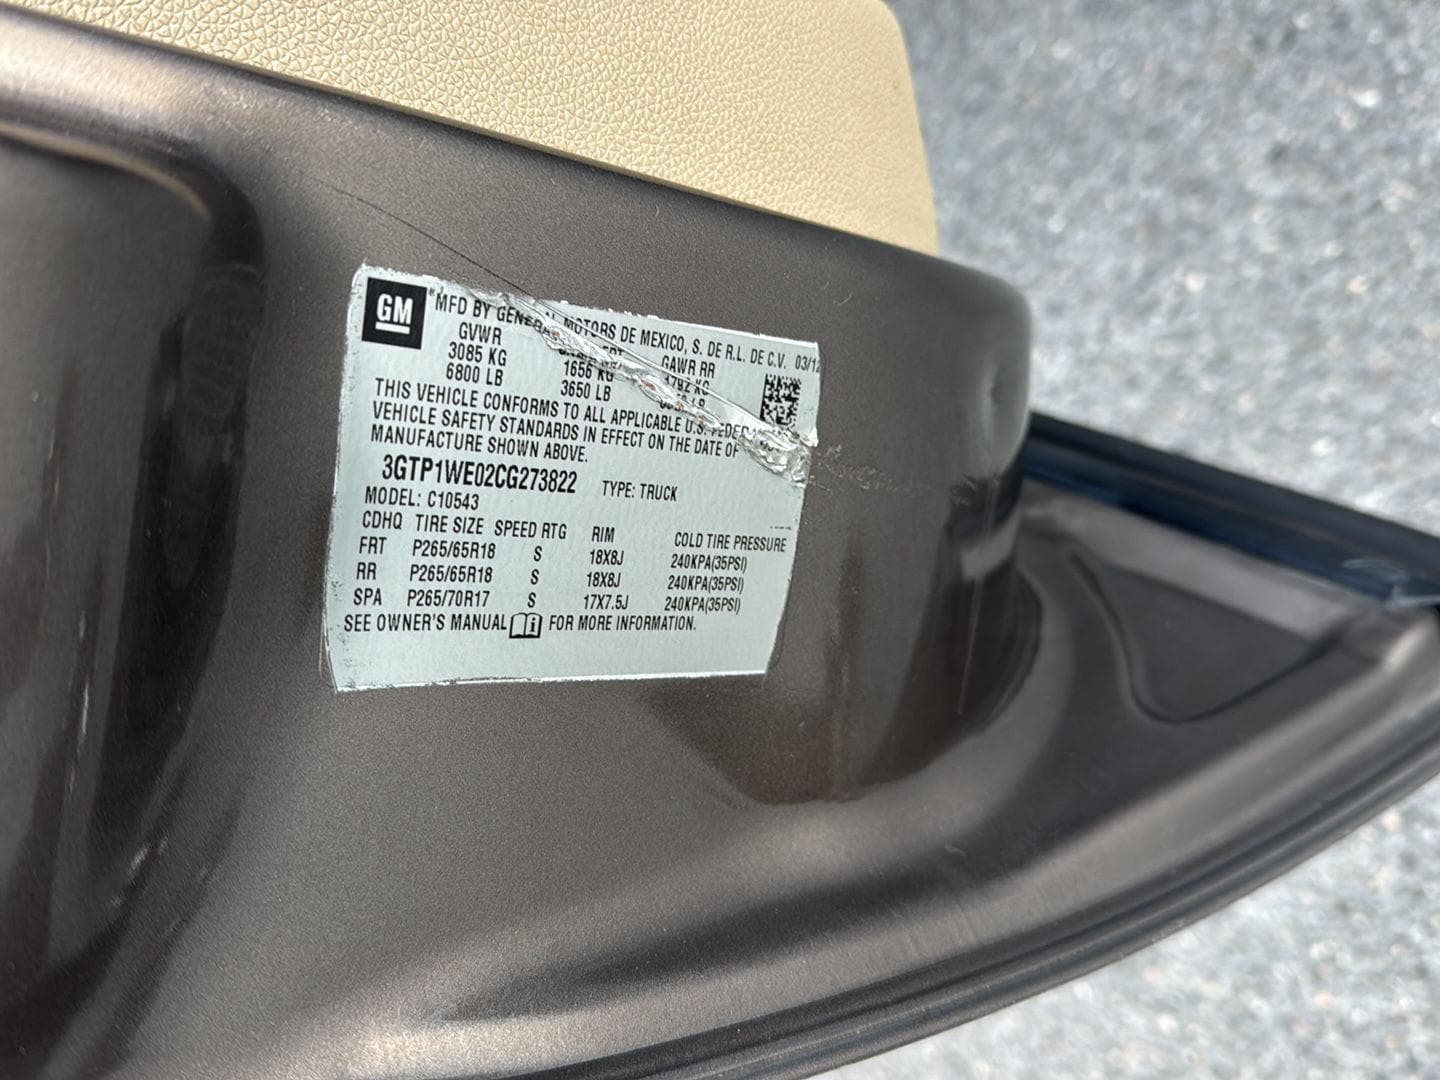 GM
MFD BY GENERAL MOTORS DE MEXICO, S. DE R.L. DE C.V. 03/12
GVWR GAWR RR
3085 KG 1656 KG
6800 LB 3650 LB
THIS VEHICLE CONFORMS TO ALL APPLICABLE U.S. FEDERAL
VEHICLE SAFETY STANDARDS IN EFFECT ON THE DATE OF
MANUFACTURE SHOWN ABOVE.
3GTP1WE02CG273822 TYPE: TRUCK
MODEL: C10543
CDHQ TIRE SIZE SPEED RTG RIM COLD TIRE PRESSURE
FRT P265/65R18 S 18X8J 240KPA(35PSI)
RR P265/65R18 S 18X8J 240KPA(35PSI)
SPA P265/70R17 S 17X7.5J 240KPA(35PSI)
SEE OWNER'S MANUAL FOR MORE INFORMATION.